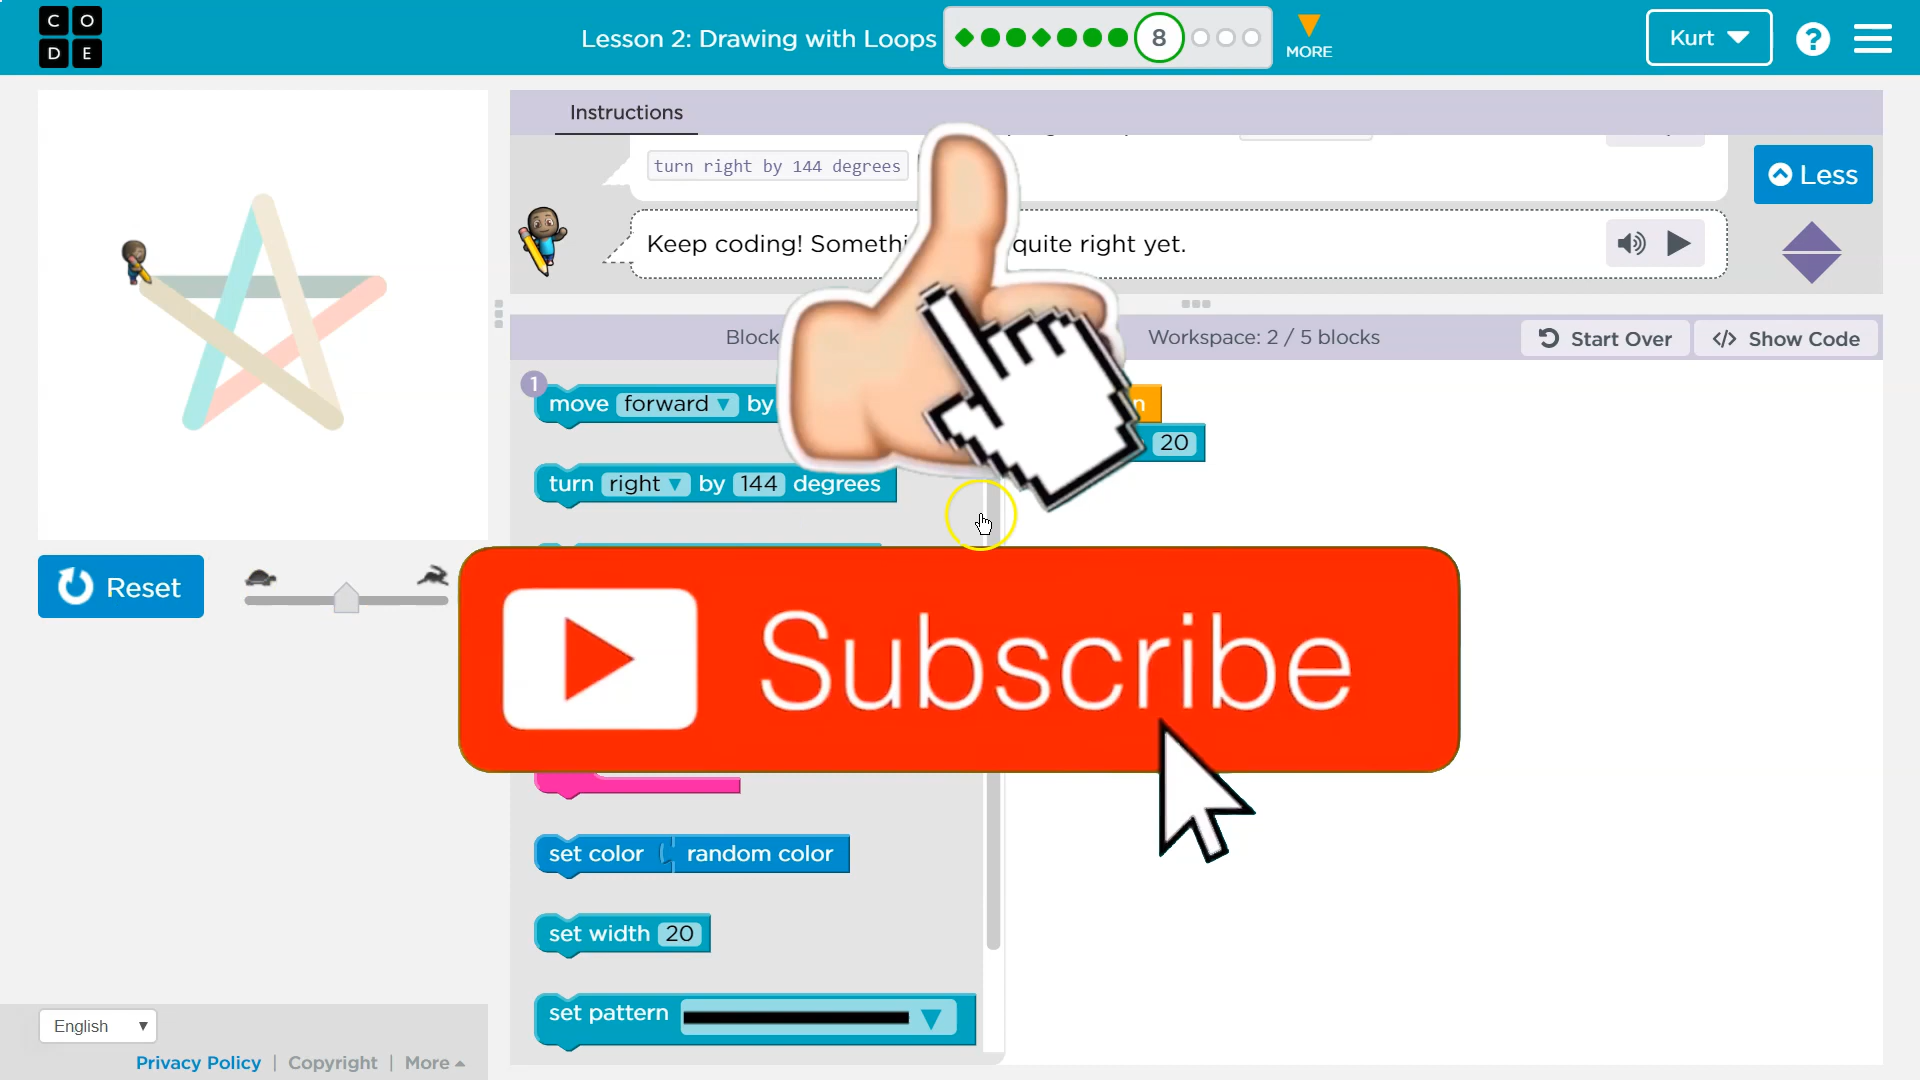 CODE
Lesson 2: Drawing with Loops
8
MORE
Kurt
?
Instructions
turn right by 144 degrees
Less
Keep coding! quite right yet.
Workspace: 2 / 5 blocks
Start Over
</> Show Code
1
move forward by
20
turn right by 144 degrees
Reset
Subscribe
set color random color
set width 20
set pattern
English
Privacy Policy | Copyright | More